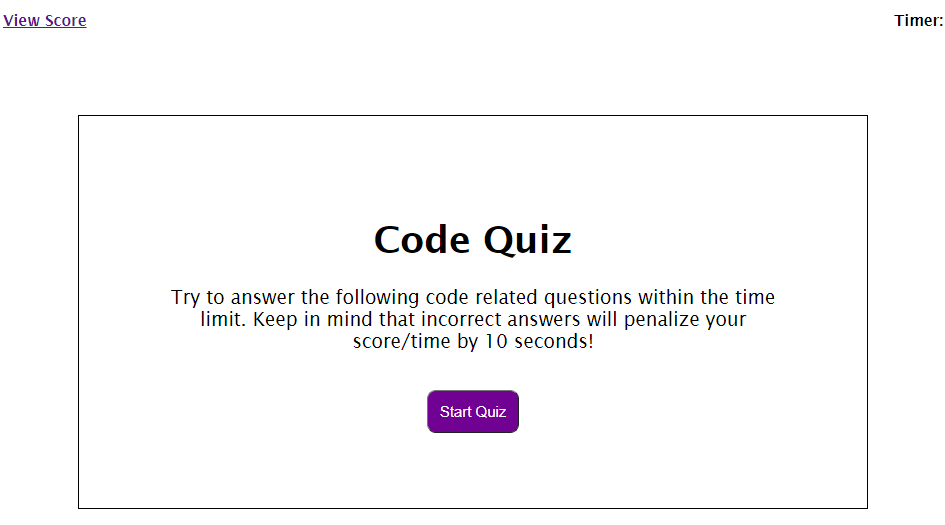 View Score
Timer:
Code Quiz
Try to answer the following code related questions within the time
limit. Keep in mind that incorrect answers will penalize your
score/time by 10 seconds!
Start Quiz